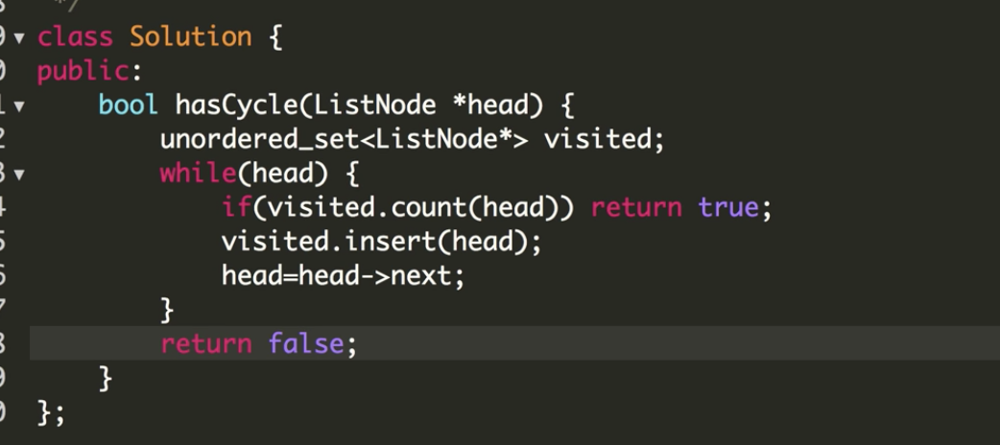 */
class Solution {
public:
    bool hasCycle(ListNode *head) {
        unordered_set<ListNode*> visited;
        while(head) {
            if(visited.count(head)) return true;
            visited.insert(head);
            head=head->next;
        }
        return false;
    }
};